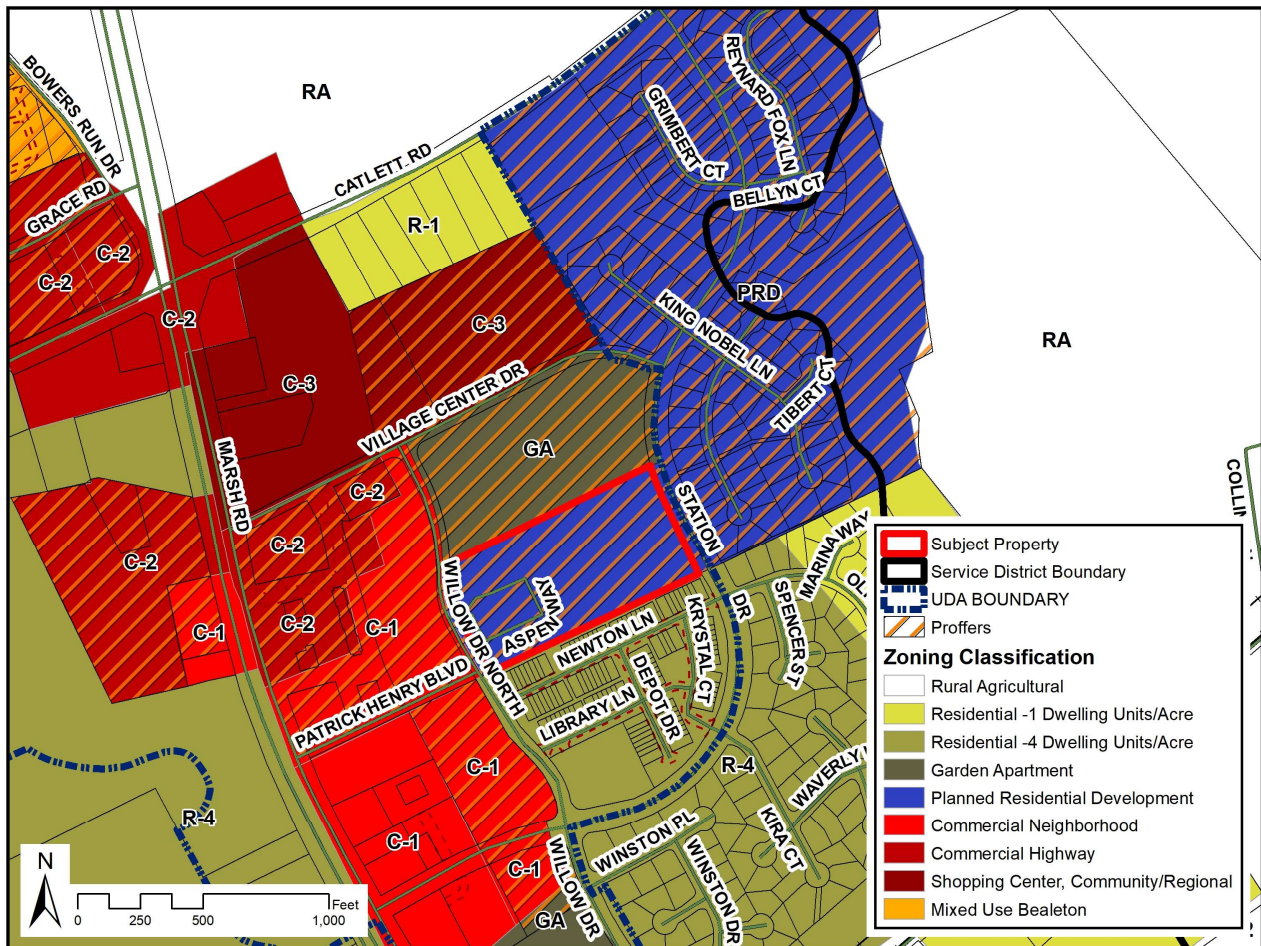 BOWERS RUN DR
RA
REYNARD FOX LN
GRIMBERT CT
CATLETT RD
BELLYN CT
GRACE RD
R-1
C-2
C-2
C-2
PRD
KING NOBEL LN
C-3
RA
C-3
TIBERT CT
VILLAGE CENTER DR
MARSH RD
GA
COLLIN
C-2
STATION
DR
C-2
C-2
MARINA WAY
OL
WILLOW DR NORTH
ASPEN
WAY
SPENCER ST
KRYSTAL CT
NEWTON LN
C-1
C-2
C-1
DEPOT DR
PATRICK HENRY BLVD
LIBRARY LN
R-4
C-1
WAVERLY
R-4
KIRA CT
WINSTON PL
C-1
C-1
WILLOW DR
WINSTON DR
GA
Subject Property
Service District Boundary
UDA BOUNDARY
Proffers
Zoning Classification
Rural Agricultural
Residential -1 Dwelling Units/Acre
Residential -4 Dwelling Units/Acre
Garden Apartment
Planned Residential Development
Commercial Neighborhood
Commercial Highway
Shopping Center, Community/Regional
Mixed Use Bealeton
N
0 250 500 1,000
Feet